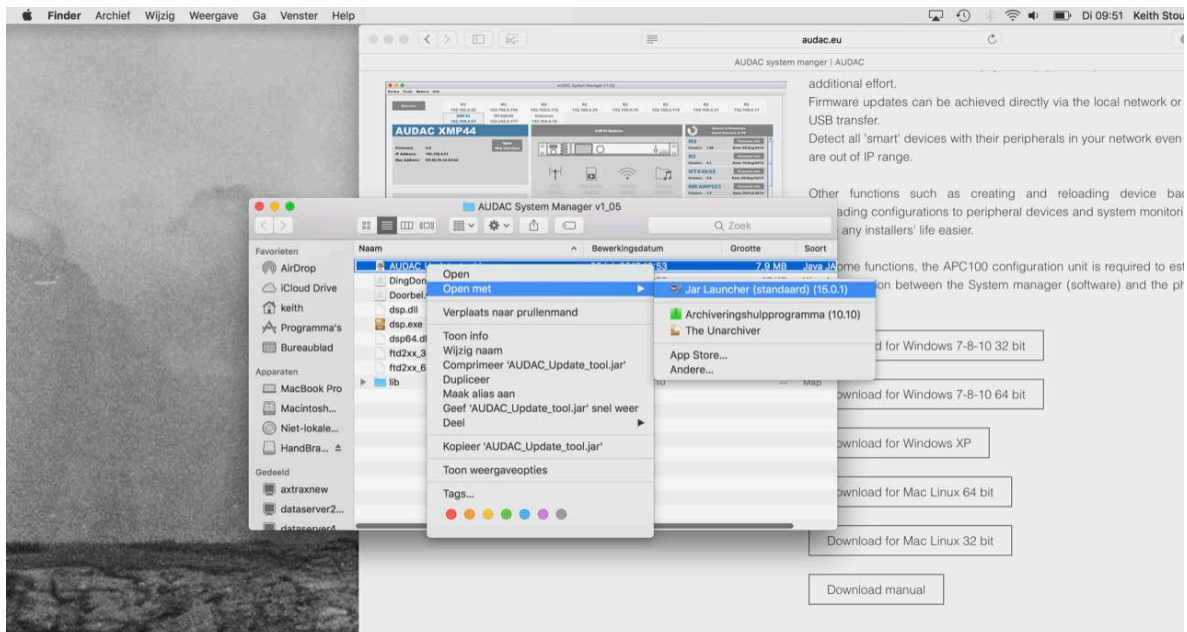 Finder Archief Wijzig Weergave Ga Venster Help
Di 09:51 Keith Stou
audac.eu
AUDAC system manger | AUDAC
additional effort.
Firmware updates can be achieved directly via the local network or
USB transfer.
Detect all 'smart' devices with their peripherals in your network even
are out of IP range.
Other functions such as creating and reloading device bac
ading configurations to peripheral devices and system monitori
any installers' life easier.
ome functions, the APC100 configuration unit is required to est
on between the System manager (software) and the ph
d for Windows 7-8-10 32 bit
ownload for Windows 7-8-10 64 bit
ownload for Windows XP
ownload for Mac Linux 64 bit
Download for Mac Linux 32 bit
Download manual
AUDAC System Manager V1.05
AUDAC XMP44
XMP44 Modules
MTX48/88
AUDAC System Manager v1_05
Zoek
Favorieten
AirDrop
iCloud Drive
keith
Programma's
Bureaublad
Apparaten
MacBook Pro
Macintosh...
Niet-lokale...
HandBra...
Gedeeld
axtraxnew
dataserver2...
dataserver4
Naam Bewerkingsdatum Grootte Soort
7.9 MB Java JA
DingDon
Doorbel.
dsp.dll
dsp.exe
dsp64.dl
ftd2xx_3
ftd2xx_6
lib
Map
Open
Open met
Verplaats naar prullenmand
Toon info
Wijzig naam
Comprimeer 'AUDAC_Update_tool.jar'
Dupliceer
Maak alias aan
Geef 'AUDAC_Update_tool.jar' snel weer
Deel
Kopieer 'AUDAC_Update_tool.jar'
Toon weergaveopties
Tags...
Jar Launcher (standaard) (15.0.1)
Archiveringshulpprogramma (10.10)
The Unarchiver
App Store...
Andere...